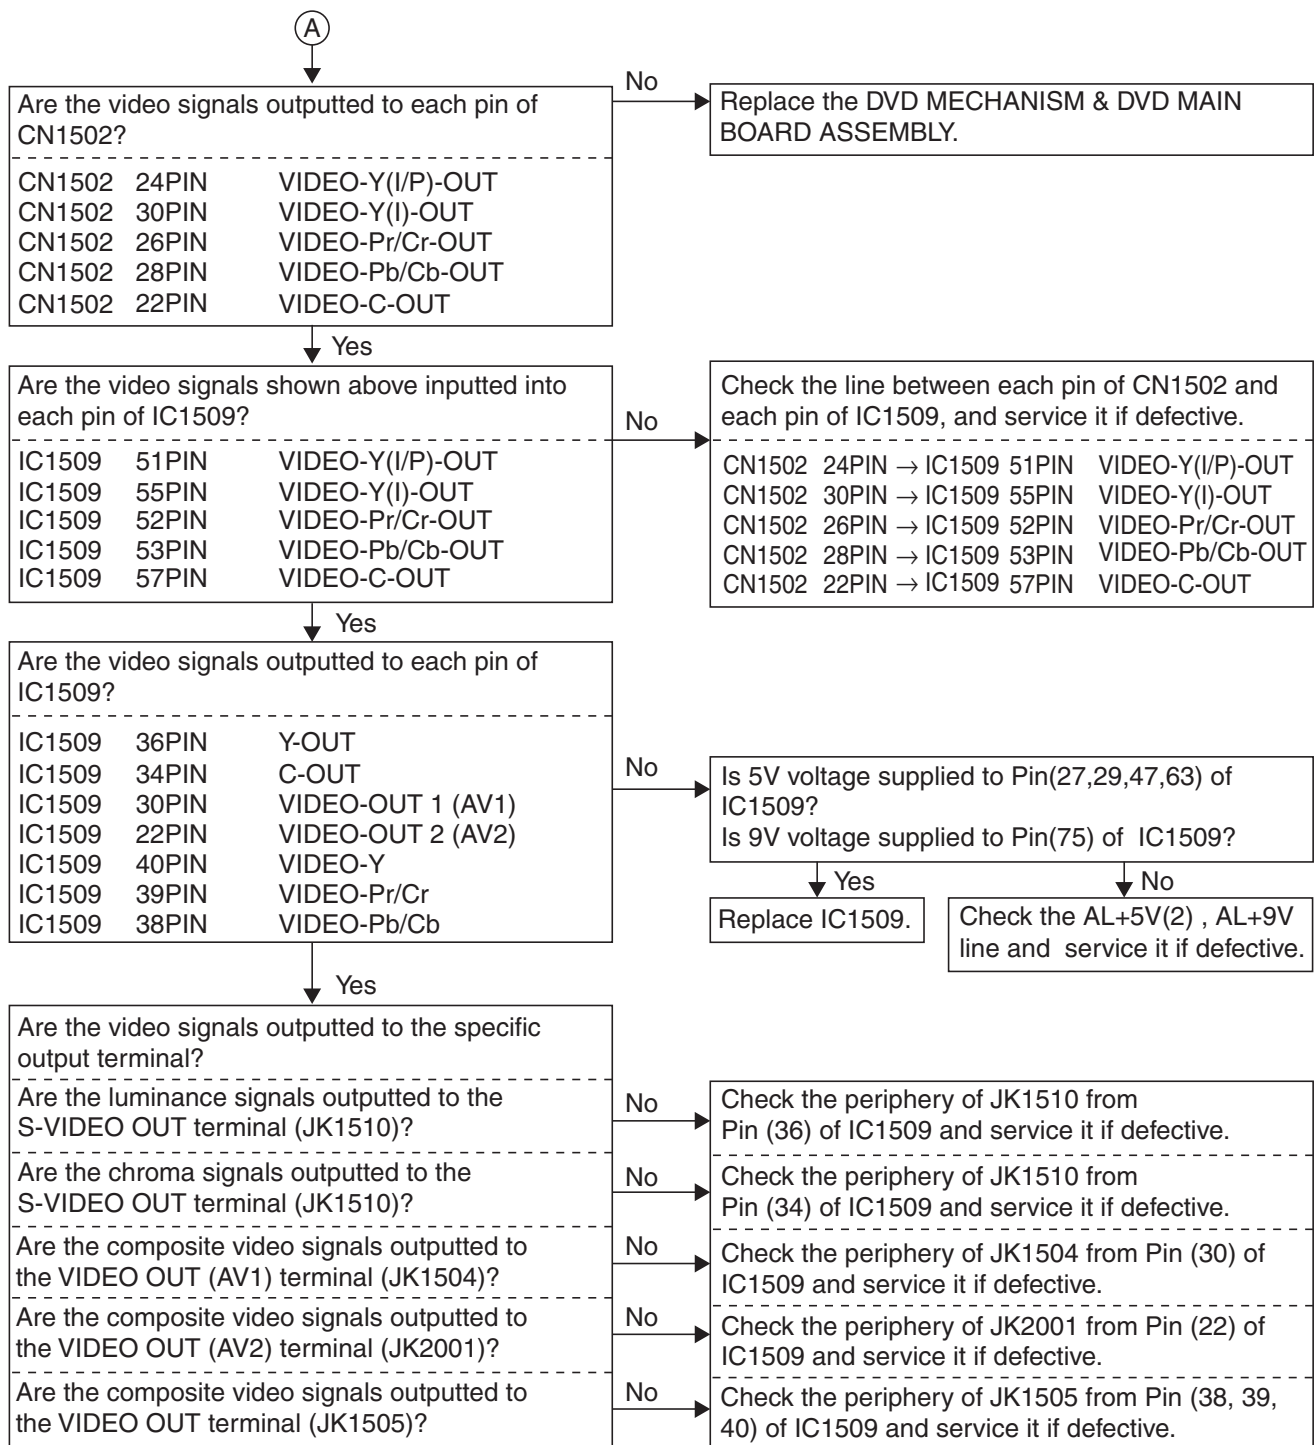 A
Are the video signals outputted to each pin of
CN1502?
CN1502 24PIN VIDEO-Y(I/P)-OUT
CN1502 30PIN VIDEO-Y(I)-OUT
CN1502 26PIN VIDEO-Pr/Cr-OUT
CN1502 28PIN VIDEO-Pb/Cb-OUT
CN1502 22PIN VIDEO-C-OUT
No
Replace the DVD MECHANISM & DVD MAIN
BOARD ASSEMBLY.
Yes
Are the video signals shown above inputted into
each pin of IC1509?
IC1509 51PIN VIDEO-Y(I/P)-OUT
IC1509 55PIN VIDEO-Y(I)-OUT
IC1509 52PIN VIDEO-Pr/Cr-OUT
IC1509 53PIN VIDEO-Pb/Cb-OUT
IC1509 57PIN VIDEO-C-OUT
No
Check the line between each pin of CN1502 and
each pin of IC1509, and service it if defective.
CN1502 24PIN → IC1509 51PIN VIDEO-Y(I/P)-OUT
CN1502 30PIN → IC1509 55PIN VIDEO-Y(I)-OUT
CN1502 26PIN → IC1509 52PIN VIDEO-Pr/Cr-OUT
CN1502 28PIN → IC1509 53PIN VIDEO-Pb/Cb-OUT
CN1502 22PIN → IC1509 57PIN VIDEO-C-OUT
Yes
Are the video signals outputted to each pin of
IC1509?
IC1509 36PIN Y-OUT
IC1509 34PIN C-OUT
IC1509 30PIN VIDEO-OUT 1 (AV1)
IC1509 22PIN VIDEO-OUT 2 (AV2)
IC1509 40PIN VIDEO-Y
IC1509 39PIN VIDEO-Pr/Cr
IC1509 38PIN VIDEO-Pb/Cb
No
Is 5V voltage supplied to Pin(27,29,47,63) of
IC1509?
Is 9V voltage supplied to Pin(75) of IC1509?
Yes
No
Replace IC1509.
Check the AL+5V(2) , AL+9V
line and service it if defective.
Yes
Are the video signals outputted to the specific
output terminal?
Are the luminance signals outputted to the
S-VIDEO OUT terminal (JK1510)?
No
Check the periphery of JK1510 from
Pin (36) of IC1509 and service it if defective.
Are the chroma signals outputted to the
S-VIDEO OUT terminal (JK1510)?
No
Check the periphery of JK1510 from
Pin (34) of IC1509 and service it if defective.
Are the composite video signals outputted to
the VIDEO OUT (AV1) terminal (JK1504)?
No
Check the periphery of JK1504 from Pin (30) of
IC1509 and service it if defective.
Are the composite video signals outputted to
the VIDEO OUT (AV2) terminal (JK2001)?
No
Check the periphery of JK2001 from Pin (22) of
IC1509 and service it if defective.
Are the composite video signals outputted to
the VIDEO OUT terminal (JK1505)?
No
Check the periphery of JK1505 from Pin (38, 39,
40) of IC1509 and service it if defective.